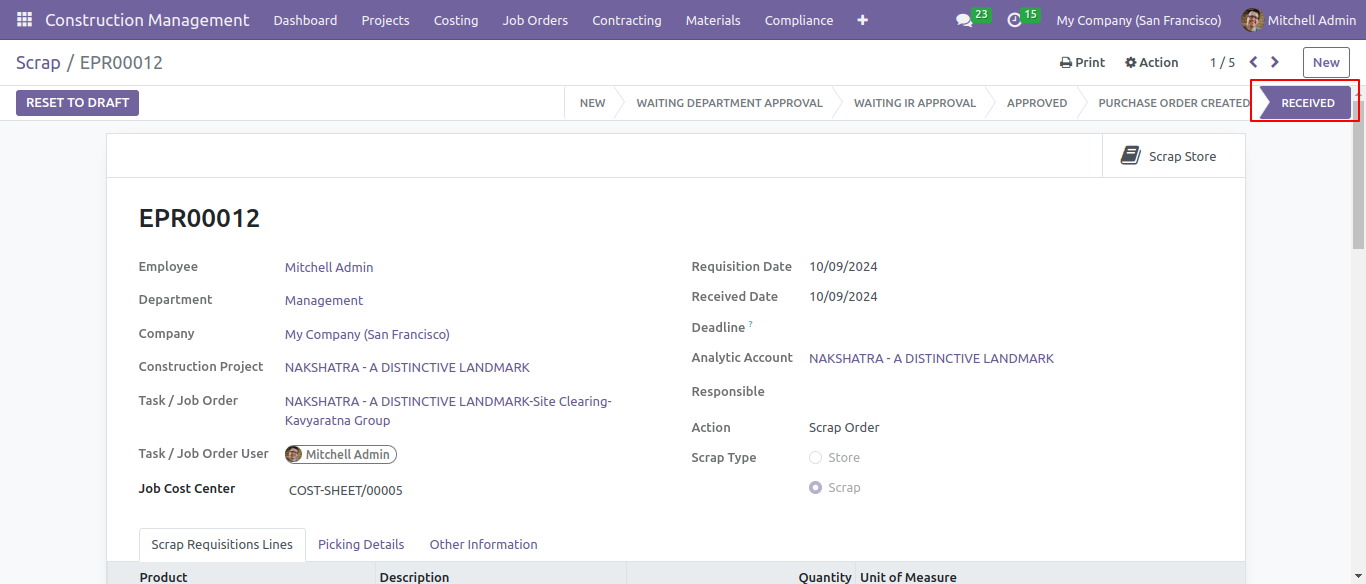 Construction Management Dashboard Projects Costing Job Orders Contracting Materials Compliance + 23 15 My Company (San Francisco) Mitchell Admin
Scrap / EPR00012 Print Action 1 / 5 New
RESET TO DRAFT NEW WAITING DEPARTMENT APPROVAL WAITING IR APPROVAL APPROVED PURCHASE ORDER CREATED RECEIVED
Scrap Store
EPR00012
Employee Mitchell Admin Requisition Date 10/09/2024
Department Management Received Date 10/09/2024
Company My Company (San Francisco) Deadline ?
Construction Project NAKSHATRA - A DISTINCTIVE LANDMARK Analytic Account NAKSHATRA - A DISTINCTIVE LANDMARK
Task / Job Order NAKSHATRA - A DISTINCTIVE LANDMARK-Site Clearing- Responsible
Kavyaratna Group Action Scrap Order
Task / Job Order User Mitchell Admin Scrap Type Store
Job Cost Center COST-SHEET/00005 Scrap
Scrap Requisitions Lines Picking Details Other Information
Product Description Quantity Unit of Measure